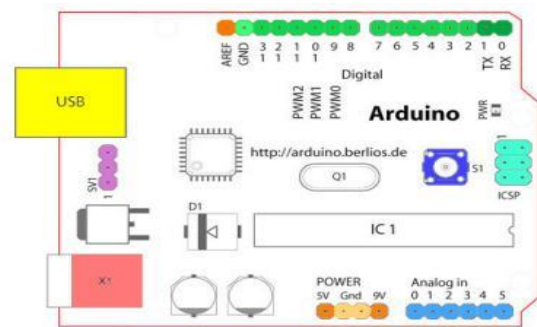 AREF GND 13 12 11 10 9 8 7 6 5 4 3 2 1 0
TX RX
Digital
USB
PWM2 PWM1 PWM0
Arduino
PWR
http://arduino.berlios.de
1
SV1
1
Q1
S1
ICSP
D1
IC 1
X1
POWER
5V Gnd 9V
Analog in
0 1 2 3 4 5